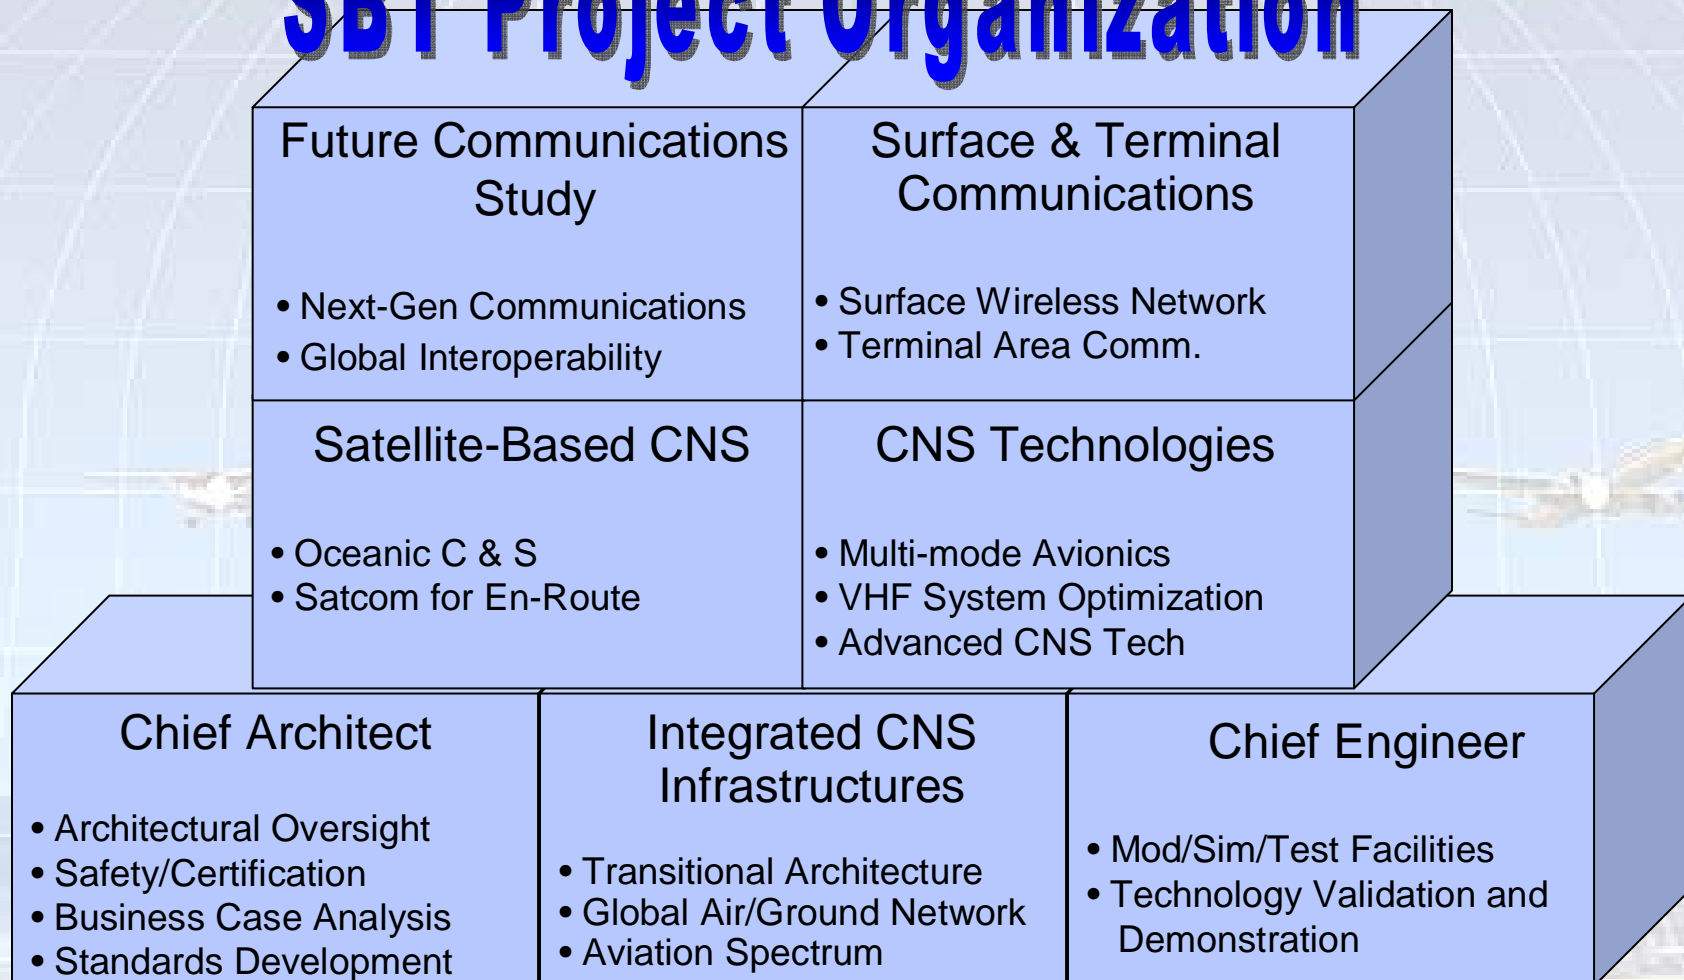 SBT Project Organization
Future Communications
Study
• Next-Gen Communications
• Global Interoperability
Surface & Terminal
Communications
• Surface Wireless Network
• Terminal Area Comm.
Satellite-Based CNS
• Oceanic C & S
• Satcom for En-Route
CNS Technologies
• Multi-mode Avionics
• VHF System Optimization
• Advanced CNS Tech
Chief Architect
• Architectural Oversight
• Safety/Certification
• Business Case Analysis
• Standards Development
Integrated CNS
Infrastructures
• Transitional Architecture
• Global Air/Ground Network
• Aviation Spectrum
Chief Engineer
• Mod/Sim/Test Facilities
• Technology Validation and
Demonstration